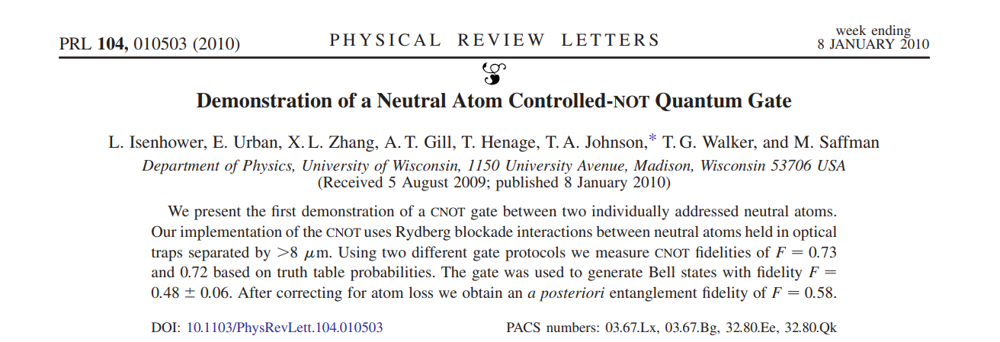 PRL 104, 010503 (2010)
PHYSICAL REVIEW LETTERS
week ending
8 JANUARY 2010
Demonstration of a Neutral Atom Controlled-NOT Quantum Gate
L. Isenhower, E. Urban, X. L. Zhang, A. T. Gill, T. Henage, T. A. Johnson,* T. G. Walker, and M. Saffman
Department of Physics, University of Wisconsin, 1150 University Avenue, Madison, Wisconsin 53706 USA
(Received 5 August 2009; published 8 January 2010)
We present the first demonstration of a CNOT gate between two individually addressed neutral atoms.
Our implementation of the CNOT uses Rydberg blockade interactions between neutral atoms held in optical
traps separated by >8 μm. Using two different gate protocols we measure CNOT fidelities of F = 0.73
and 0.72 based on truth table probabilities. The gate was used to generate Bell states with fidelity F =
0.48 ± 0.06. After correcting for atom loss we obtain an a posteriori entanglement fidelity of F = 0.58.
DOI: 10.1103/PhysRevLett.104.010503
PACS numbers: 03.67.Lx, 03.67.Bg, 32.80.Ee, 32.80.Qk